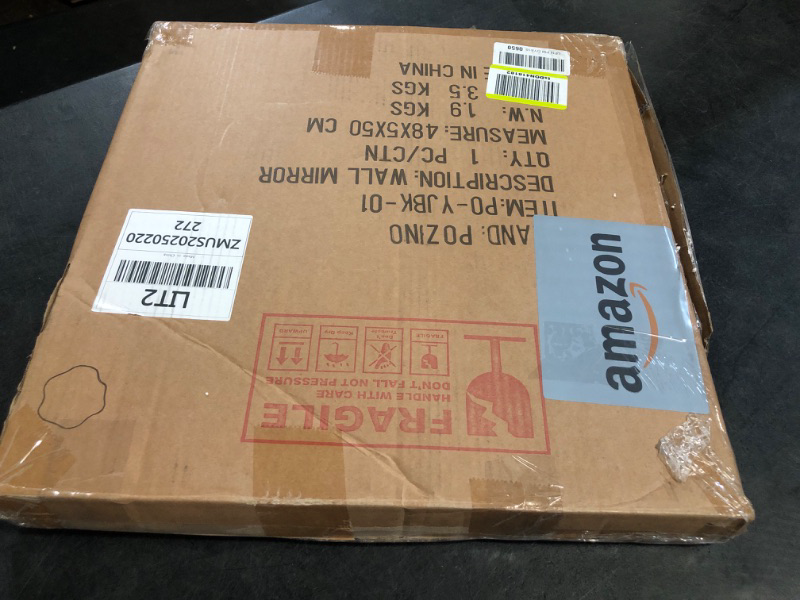 AND: POZINO
ITEM:PO-YJBK-01
DESCRIPTION: WALL MIRROR
QTY: 1 PC/CTN
MEASURE: 48X5X50 CM
N.W: 1.9 KGS
3.5 KGS
E IN CHINA
amazon
FRAGILE
HANDLE WITH CARE
DON'T FALL NOT PRESSURE
FRAGILE
LIT2
ZMUS20250220
272